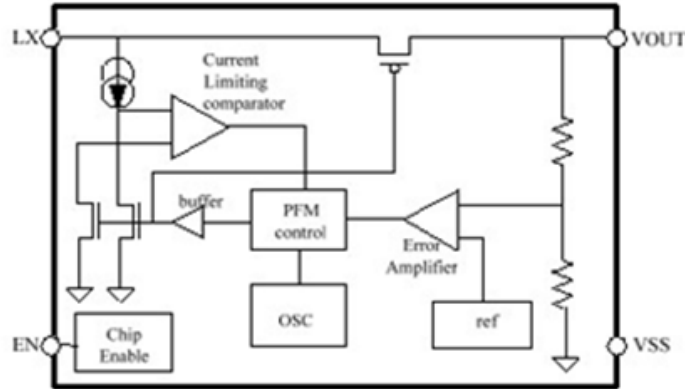 LX
VOUT
Current
Limiting
comparator
buffer
PFM
control
Error
Amplifier
OSC
ref
EN
Chip
Enable
VSS